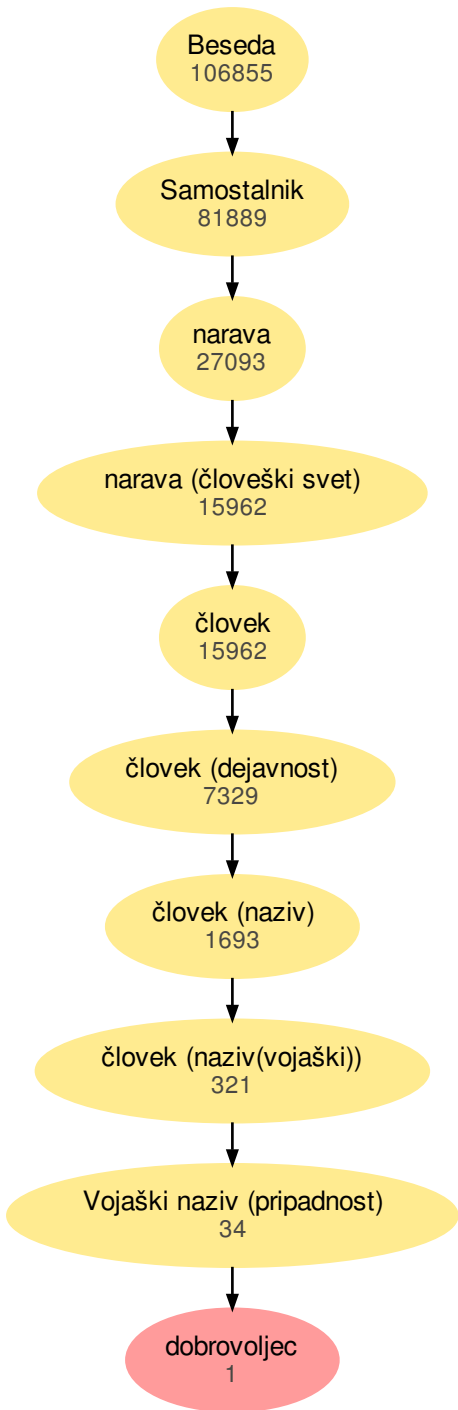 Beseda
106855
Samostalnik
81889
narava
27093
narava (človeški svet)
15962
človek
15962
človek (dejavnost)
7329
človek (naziv)
1693
človek (naziv(vojaški))
321
Vojaški naziv (pripadnost)
34
dobrovoljec
1